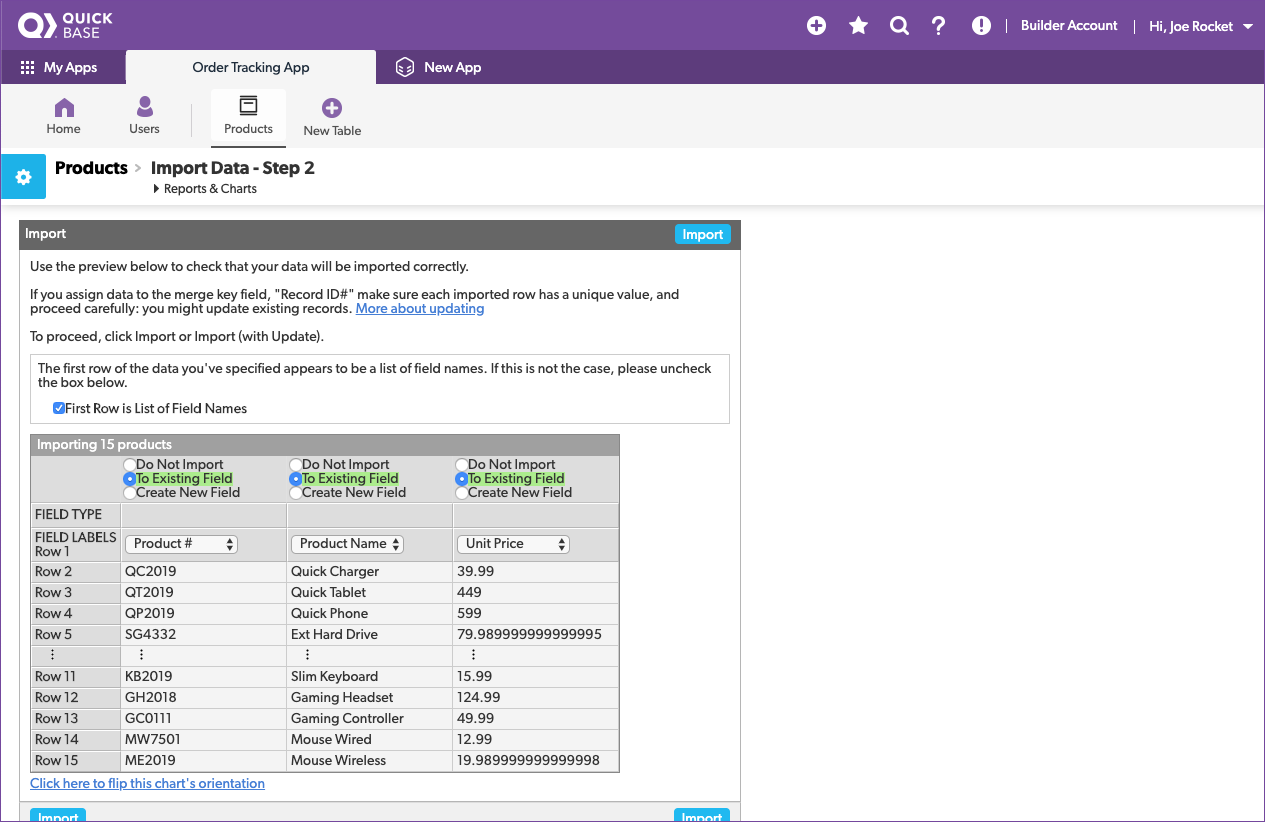 QUICK
BASE
Builder Account
Hi, Joe Rocket
My Apps
Order Tracking App
New App
Home
Users
Products
New Table
Products > Import Data - Step 2
Reports & Charts
Import
Import
Use the preview below to check that your data will be imported correctly.
If you assign data to the merge key field, "Record ID#" make sure each imported row has a unique value, and
proceed carefully: you might update existing records. More about updating
To proceed, click Import or Import (with Update).
The first row of the data you've specified appears to be a list of field names. If this is not the case, please uncheck
the box below.
First Row is List of Field Names
Importing 15 products
Do Not Import Do Not Import Do Not Import
To Existing Field To Existing Field To Existing Field
Create New Field Create New Field Create New Field
FIELD TYPE
FIELD LABELS
Row 1 Product # Product Name Unit Price
Row 2 QC2019 Quick Charger 39.99
Row 3 QT2019 Quick Tablet 449
Row 4 QP2019 Quick Phone 599
Row 5 SG4332 Ext Hard Drive 79.989999999999995
⋮ ⋮ ⋮ ⋮
Row 11 KB2019 Slim Keyboard 15.99
Row 12 GH2018 Gaming Headset 124.99
Row 13 GC0111 Gaming Controller 49.99
Row 14 MW7501 Mouse Wired 12.99
Row 15 ME2019 Mouse Wireless 19.989999999999998
Click here to flip this chart's orientation
Import Import